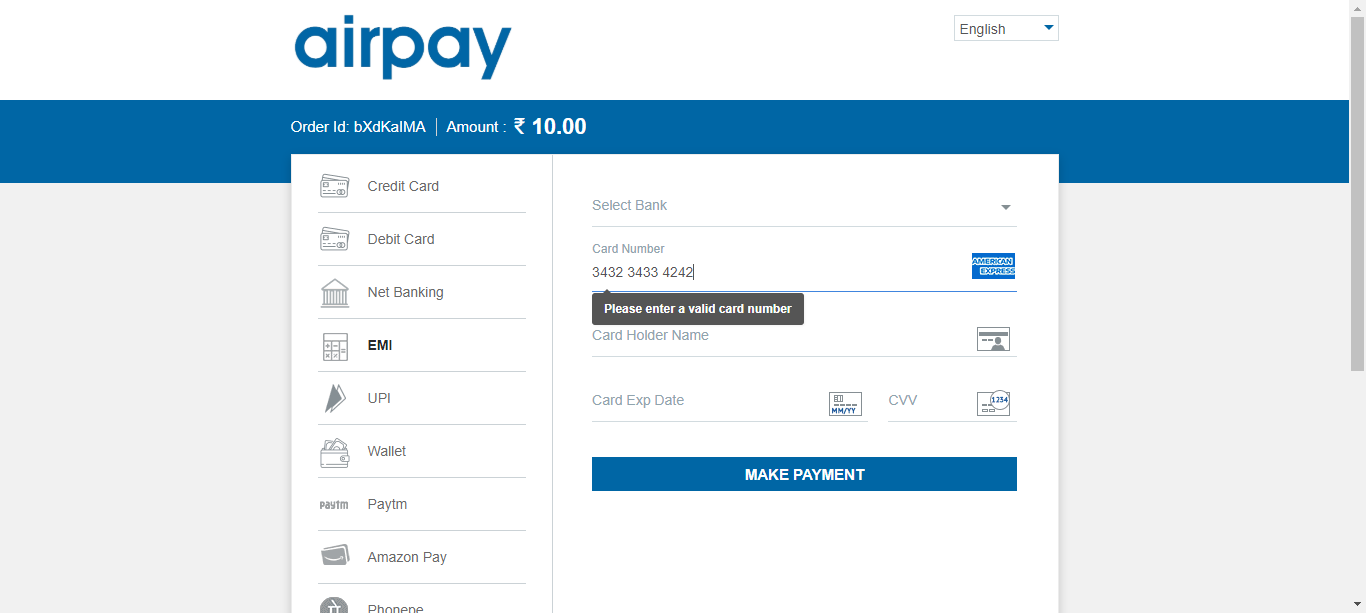 airpay
English
Order Id: bXdKaIMA
Amount : ₹ 10.00
Credit Card
Debit Card
Net Banking
EMI
UPI
Wallet
Paytm
Paytm
Amazon Pay
Phonepe
Select Bank
Card Number
3432 3433 4242
AMERICAN
EXPRESS
Please enter a valid card number
Card Holder Name
Card Exp Date
MM/YY
CVV
1234
MAKE PAYMENT